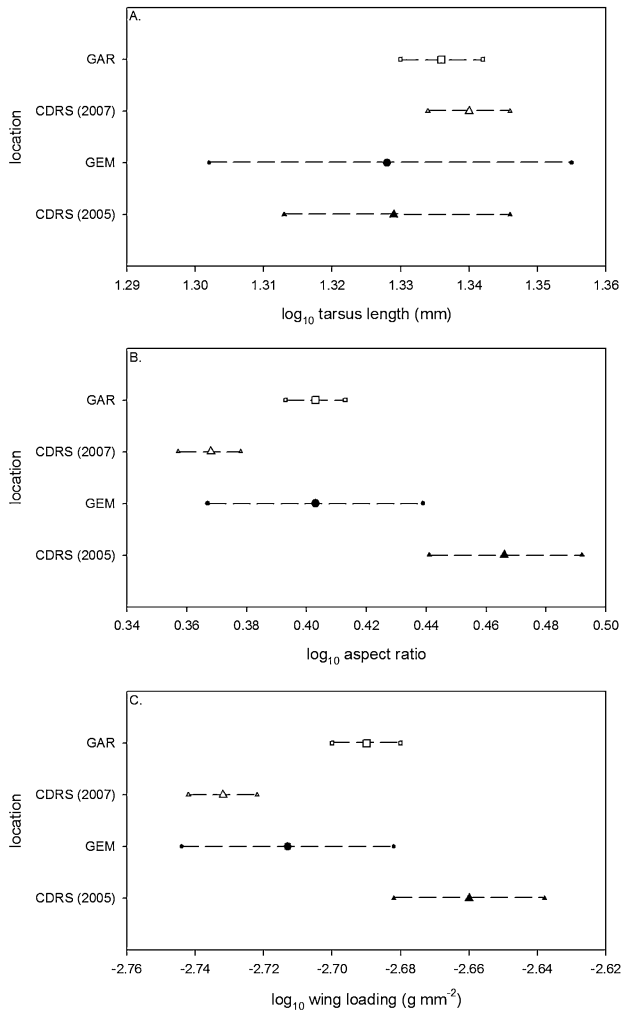 A.
GAR
CDRS (2007)
GEM
CDRS (2005)
location
1.29 1.30 1.31 1.32 1.33 1.34 1.35 1.36
log10 tarsus length (mm)
B.
GAR
CDRS (2007)
GEM
CDRS (2005)
location
0.34 0.36 0.38 0.40 0.42 0.44 0.46 0.48 0.50
log10 aspect ratio
C.
GAR
CDRS (2007)
GEM
CDRS (2005)
location
-2.76 -2.74 -2.72 -2.70 -2.68 -2.66 -2.64 -2.62
log10 wing loading (g mm-2)